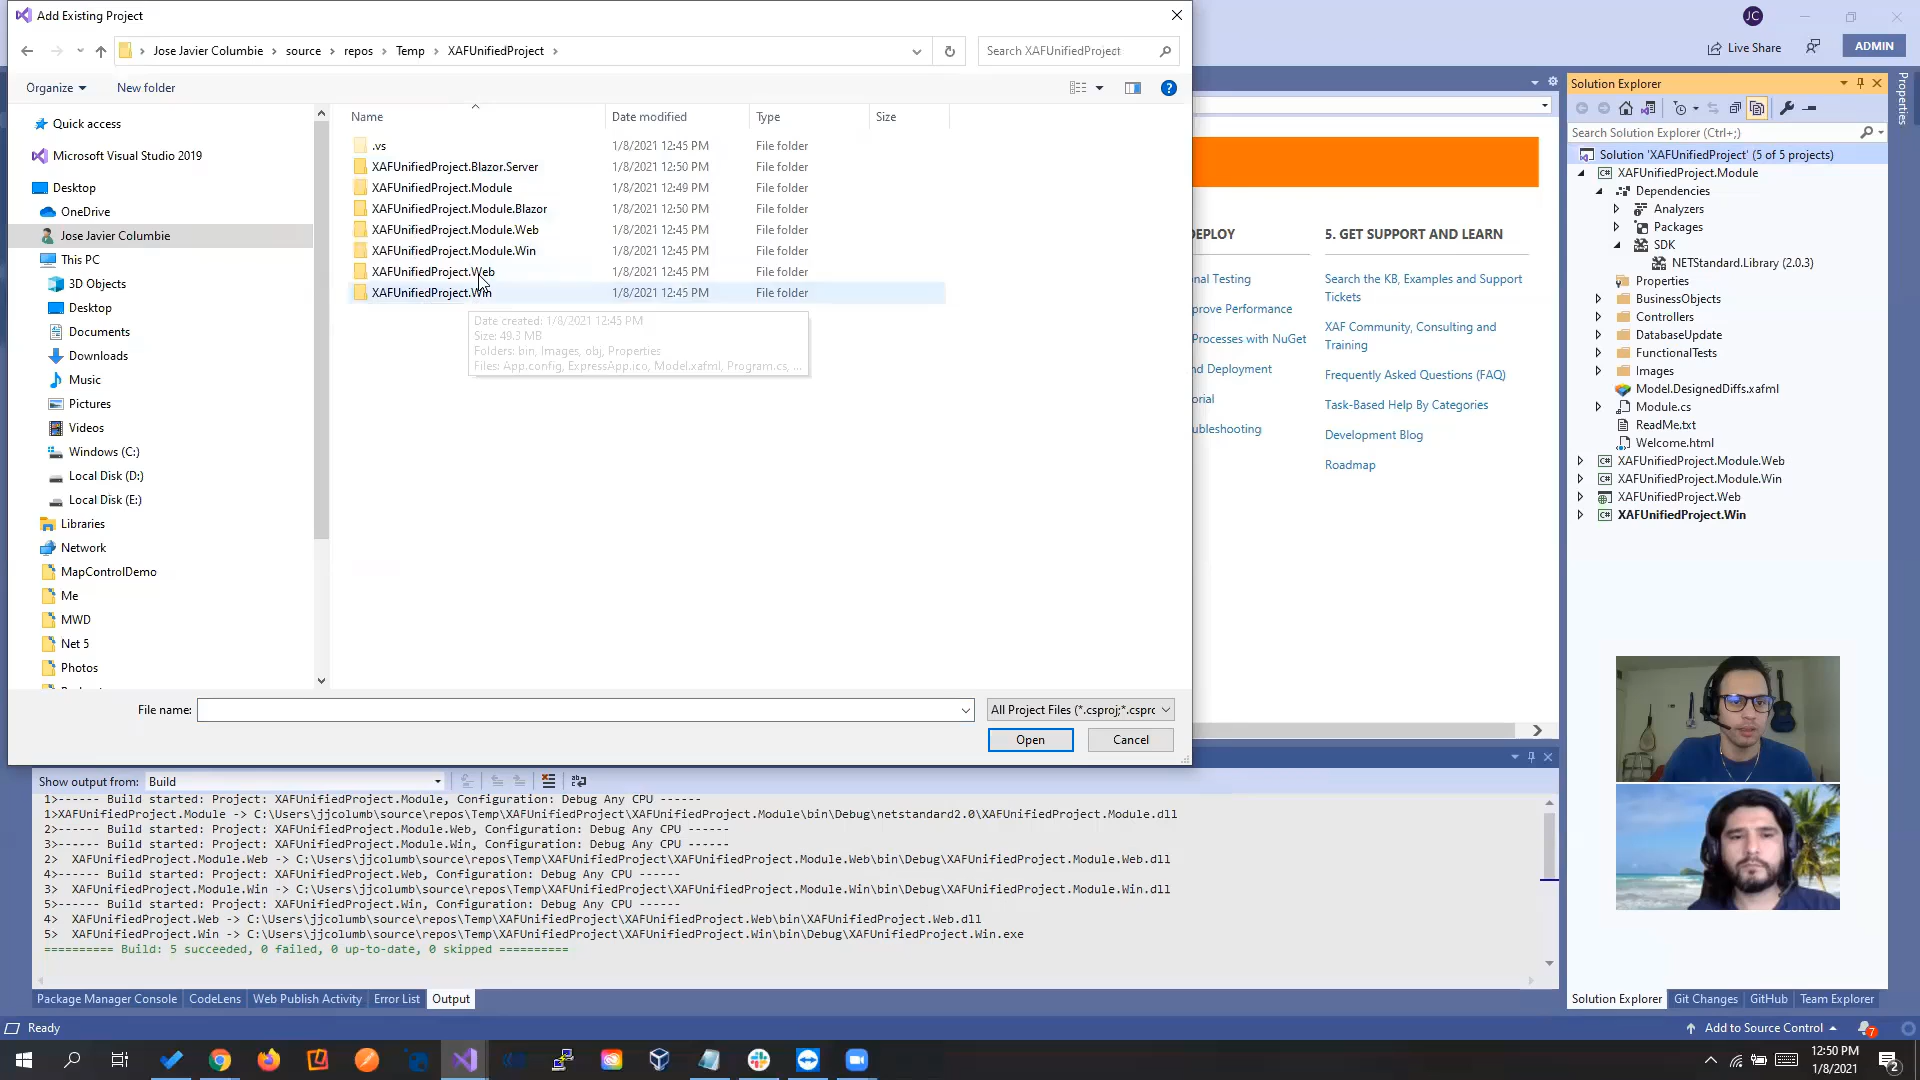 Add Existing Project
Jose Javier Columbie
source
repos
Temp
XAFUnifiedProject
Search XAFUnifiedProject
JC
Live Share
ADMIN
Organize
New folder
Name
Date modified
Type
Size
Quick access
Microsoft Visual Studio 2019
Desktop
OneDrive
Jose Javier Columbie
This PC
3D Objects
Desktop
Documents
Downloads
Music
Pictures
Videos
Windows (C:)
Local Disk (D:)
Local Disk (E:)
Libraries
Network
MapControlDemo
Me
MWD
Net 5
Photos
.vs 1/8/2021 12:45 PM File folder
XAFUnifiedProject.Blazor.Server 1/8/2021 12:50 PM File folder
XAFUnifiedProject.Module 1/8/2021 12:49 PM File folder
XAFUnifiedProject.Module.Blazor 1/8/2021 12:50 PM File folder
XAFUnifiedProject.Module.Web 1/8/2021 12:45 PM File folder
XAFUnifiedProject.Module.Win 1/8/2021 12:45 PM File folder
XAFUnifiedProject.Web 1/8/2021 12:45 PM File folder
XAFUnifiedProject.Win 1/8/2021 12:45 PM File folder
Date created: 1/8/2021 12:45 PM
Size: 49.3 MB
Folders: bin, Images, obj, Properties
Files: App.config, ExpressApp.ico, Model.xafml, Program.cs, ...
File name:
All Project Files (*.csproj;*.cspro
Open
Cancel
EPLOY
nal Testing
prove Performance
Processes with NuGet
nd Deployment
orial
ubleshooting
5. GET SUPPORT AND LEARN
Search the KB, Examples and Support
Tickets
XAF Community, Consulting and
Training
Frequently Asked Questions (FAQ)
Task-Based Help By Categories
Development Blog
Roadmap
Solution Explorer
Properties
Search Solution Explorer (Ctrl+;)
Solution 'XAFUnifiedProject' (5 of 5 projects)
XAFUnifiedProject.Module
Dependencies
Analyzers
Packages
SDK
NETStandard.Library (2.0.3)
Properties
BusinessObjects
Controllers
DatabaseUpdate
FunctionalTests
Images
Model.DesignedDiffs.xafml
Module.cs
ReadMe.txt
Welcome.html
XAFUnifiedProject.Module.Web
XAFUnifiedProject.Module.Win
XAFUnifiedProject.Web
XAFUnifiedProject.Win
Show output from: Build
1>------ Build started: Project: XAFUnifiedProject.Module, Configuration: Debug Any CPU ------
1>XAFUnifiedProject.Module -> C:\Users\jjcolumb\source\repos\Temp\XAFUnifiedProject\XAFUnifiedProject.Module\bin\Debug\netstandard2.0\XAFUnifiedProject.Module.dll
2>------ Build started: Project: XAFUnifiedProject.Module.Web, Configuration: Debug Any CPU ------
3>------ Build started: Project: XAFUnifiedProject.Module.Win, Configuration: Debug Any CPU ------
2>  XAFUnifiedProject.Module.Web -> C:\Users\jjcolumb\source\repos\Temp\XAFUnifiedProject\XAFUnifiedProject.Module.Web\bin\Debug\XAFUnifiedProject.Module.Web.dll
4>------ Build started: Project: XAFUnifiedProject.Web, Configuration: Debug Any CPU ------
3>  XAFUnifiedProject.Module.Win -> C:\Users\jjcolumb\source\repos\Temp\XAFUnifiedProject\XAFUnifiedProject.Module.Win\bin\Debug\XAFUnifiedProject.Module.Win.dll
5>------ Build started: Project: XAFUnifiedProject.Win, Configuration: Debug Any CPU ------
4>  XAFUnifiedProject.Web -> C:\Users\jjcolumb\source\repos\Temp\XAFUnifiedProject\XAFUnifiedProject.Web\bin\XAFUnifiedProject.Web.dll
5>  XAFUnifiedProject.Win -> C:\Users\jjcolumb\source\repos\Temp\XAFUnifiedProject\XAFUnifiedProject.Win\bin\Debug\XAFUnifiedProject.Win.exe
========== Build: 5 succeeded, 0 failed, 0 up-to-date, 0 skipped ==========
Package Manager Console
CodeLens
Web Publish Activity
Error List
Output
Solution Explorer
Git Changes
GitHub
Team Explorer
Ready
Add to Source Control
7
12:50 PM
1/8/2021
2